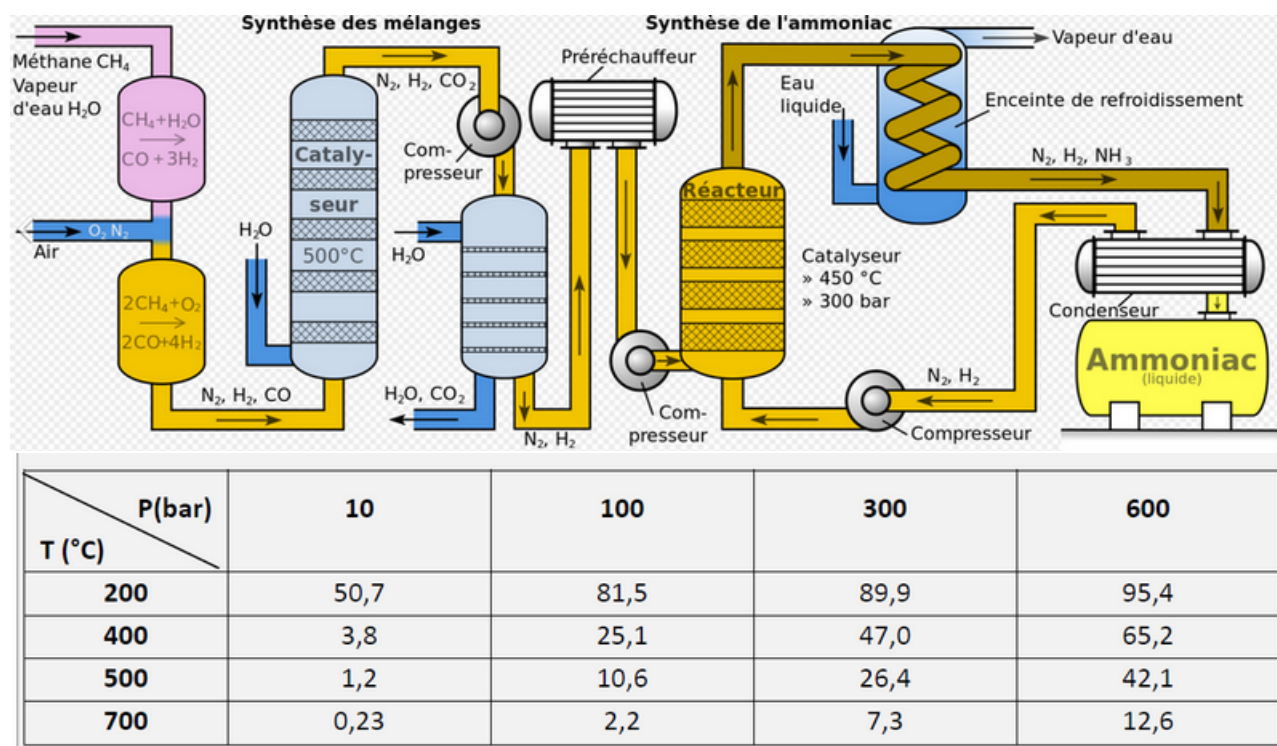 Synthèse des mélanges
Synthèse de l'ammoniac
Méthane CH₄
Vapeur
d'eau H₂O
CH₄+H₂O
CO + 3H₂
O₂ N₂
Air
2CH₄+O₂
2CO+4H₂
N₂, H₂, CO
H₂O
Cataly-
seur
500°C
N₂, H₂, CO₂
Com-
presseur
H₂O
H₂O, CO₂
N₂, H₂
Préréchauffeur
Com-
presseur
Réacteur
Catalyseur
» 450 °C
» 300 bar
Eau
liquide
Vapeur d'eau
Enceinte de refroidissement
N₂, H₂, NH₃
Condenseur
Ammoniac
(liquide)
N₂, H₂
Compresseur
P(bar) 10 100 300 600
T (°C)
200 50,7 81,5 89,9 95,4
400 3,8 25,1 47,0 65,2
500 1,2 10,6 26,4 42,1
700 0,23 2,2 7,3 12,6